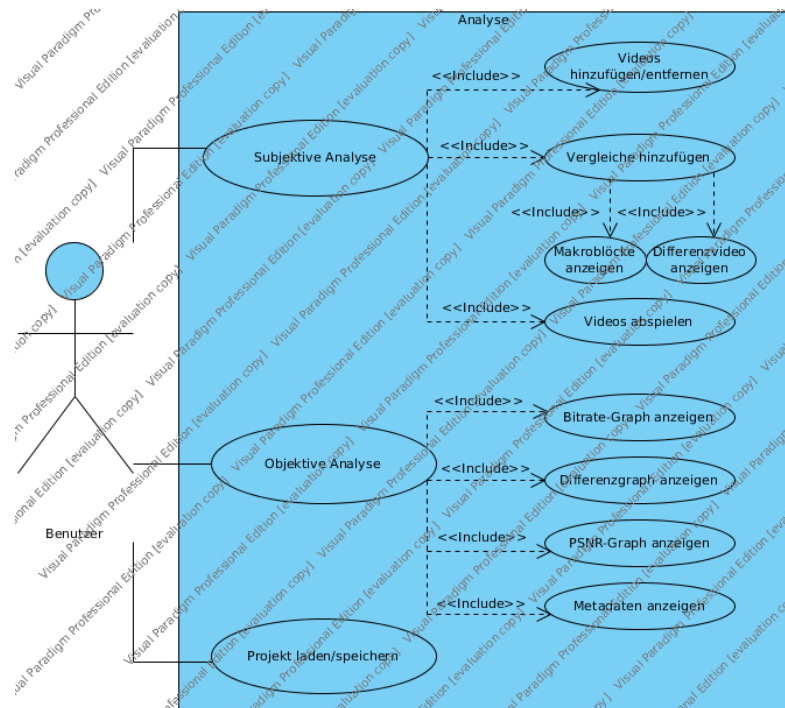 Analyse
Videos
hinzufügen/entfernen
<<Include>>
Subjektive Analyse
<<Include>>
Vergleiche hinzufügen
<<Include>>
<<Include>>
Makroblöcke
anzeigen
Differenzvideo
anzeigen
<<Include>>
Videos abspielen
<<Include>>
Bitrate-Graph anzeigen
Objektive Analyse
<<Include>>
Differenzgraph anzeigen
Benutzer
<<Include>>
PSNR-Graph anzeigen
<<Include>>
Metadaten anzeigen
Projekt laden/speichern
Visual Paradigm Professional Edition [evaluation copy]